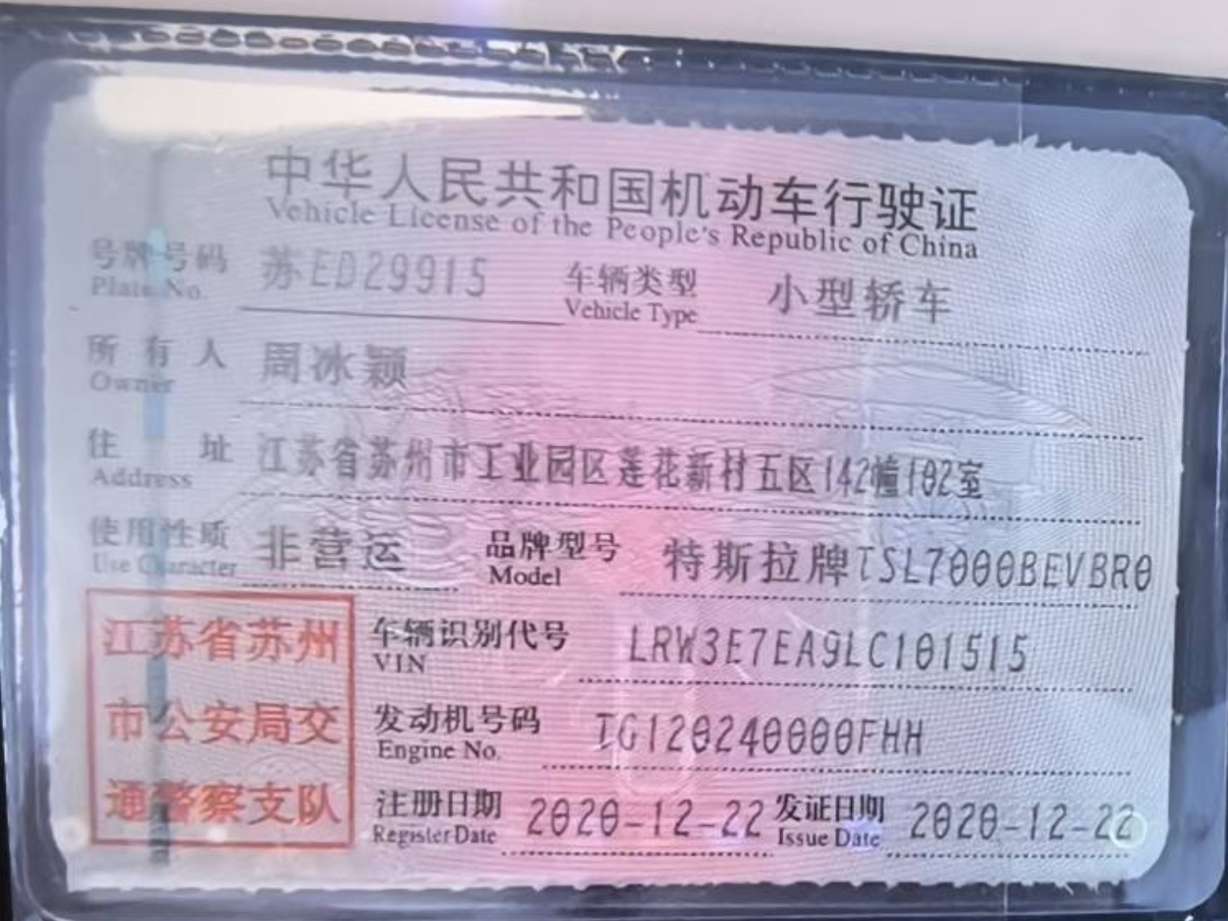 中华人民共和国机动车行驶证
Vehicle License of the People's Republic of China
号牌号码 苏ED29915 车辆类型 小型轿车
Plate No. Vehicle Type
所有人 周冰颖
Owner
住址 江苏省苏州市工业园区莲花新村五区142幢102室
Address
使用性质 非营运 品牌型号 特斯拉牌TSL7000BEVBR0
Use Character Model
江苏省苏州 车辆识别代号 LRW3E7EA9LC101515
VIN
市公安局交 发动机号码 TG120240000FHH
Engine No.
通警察支队 注册日期 2020-12-22 发证日期 2020-12-22
Register Date Issue Date